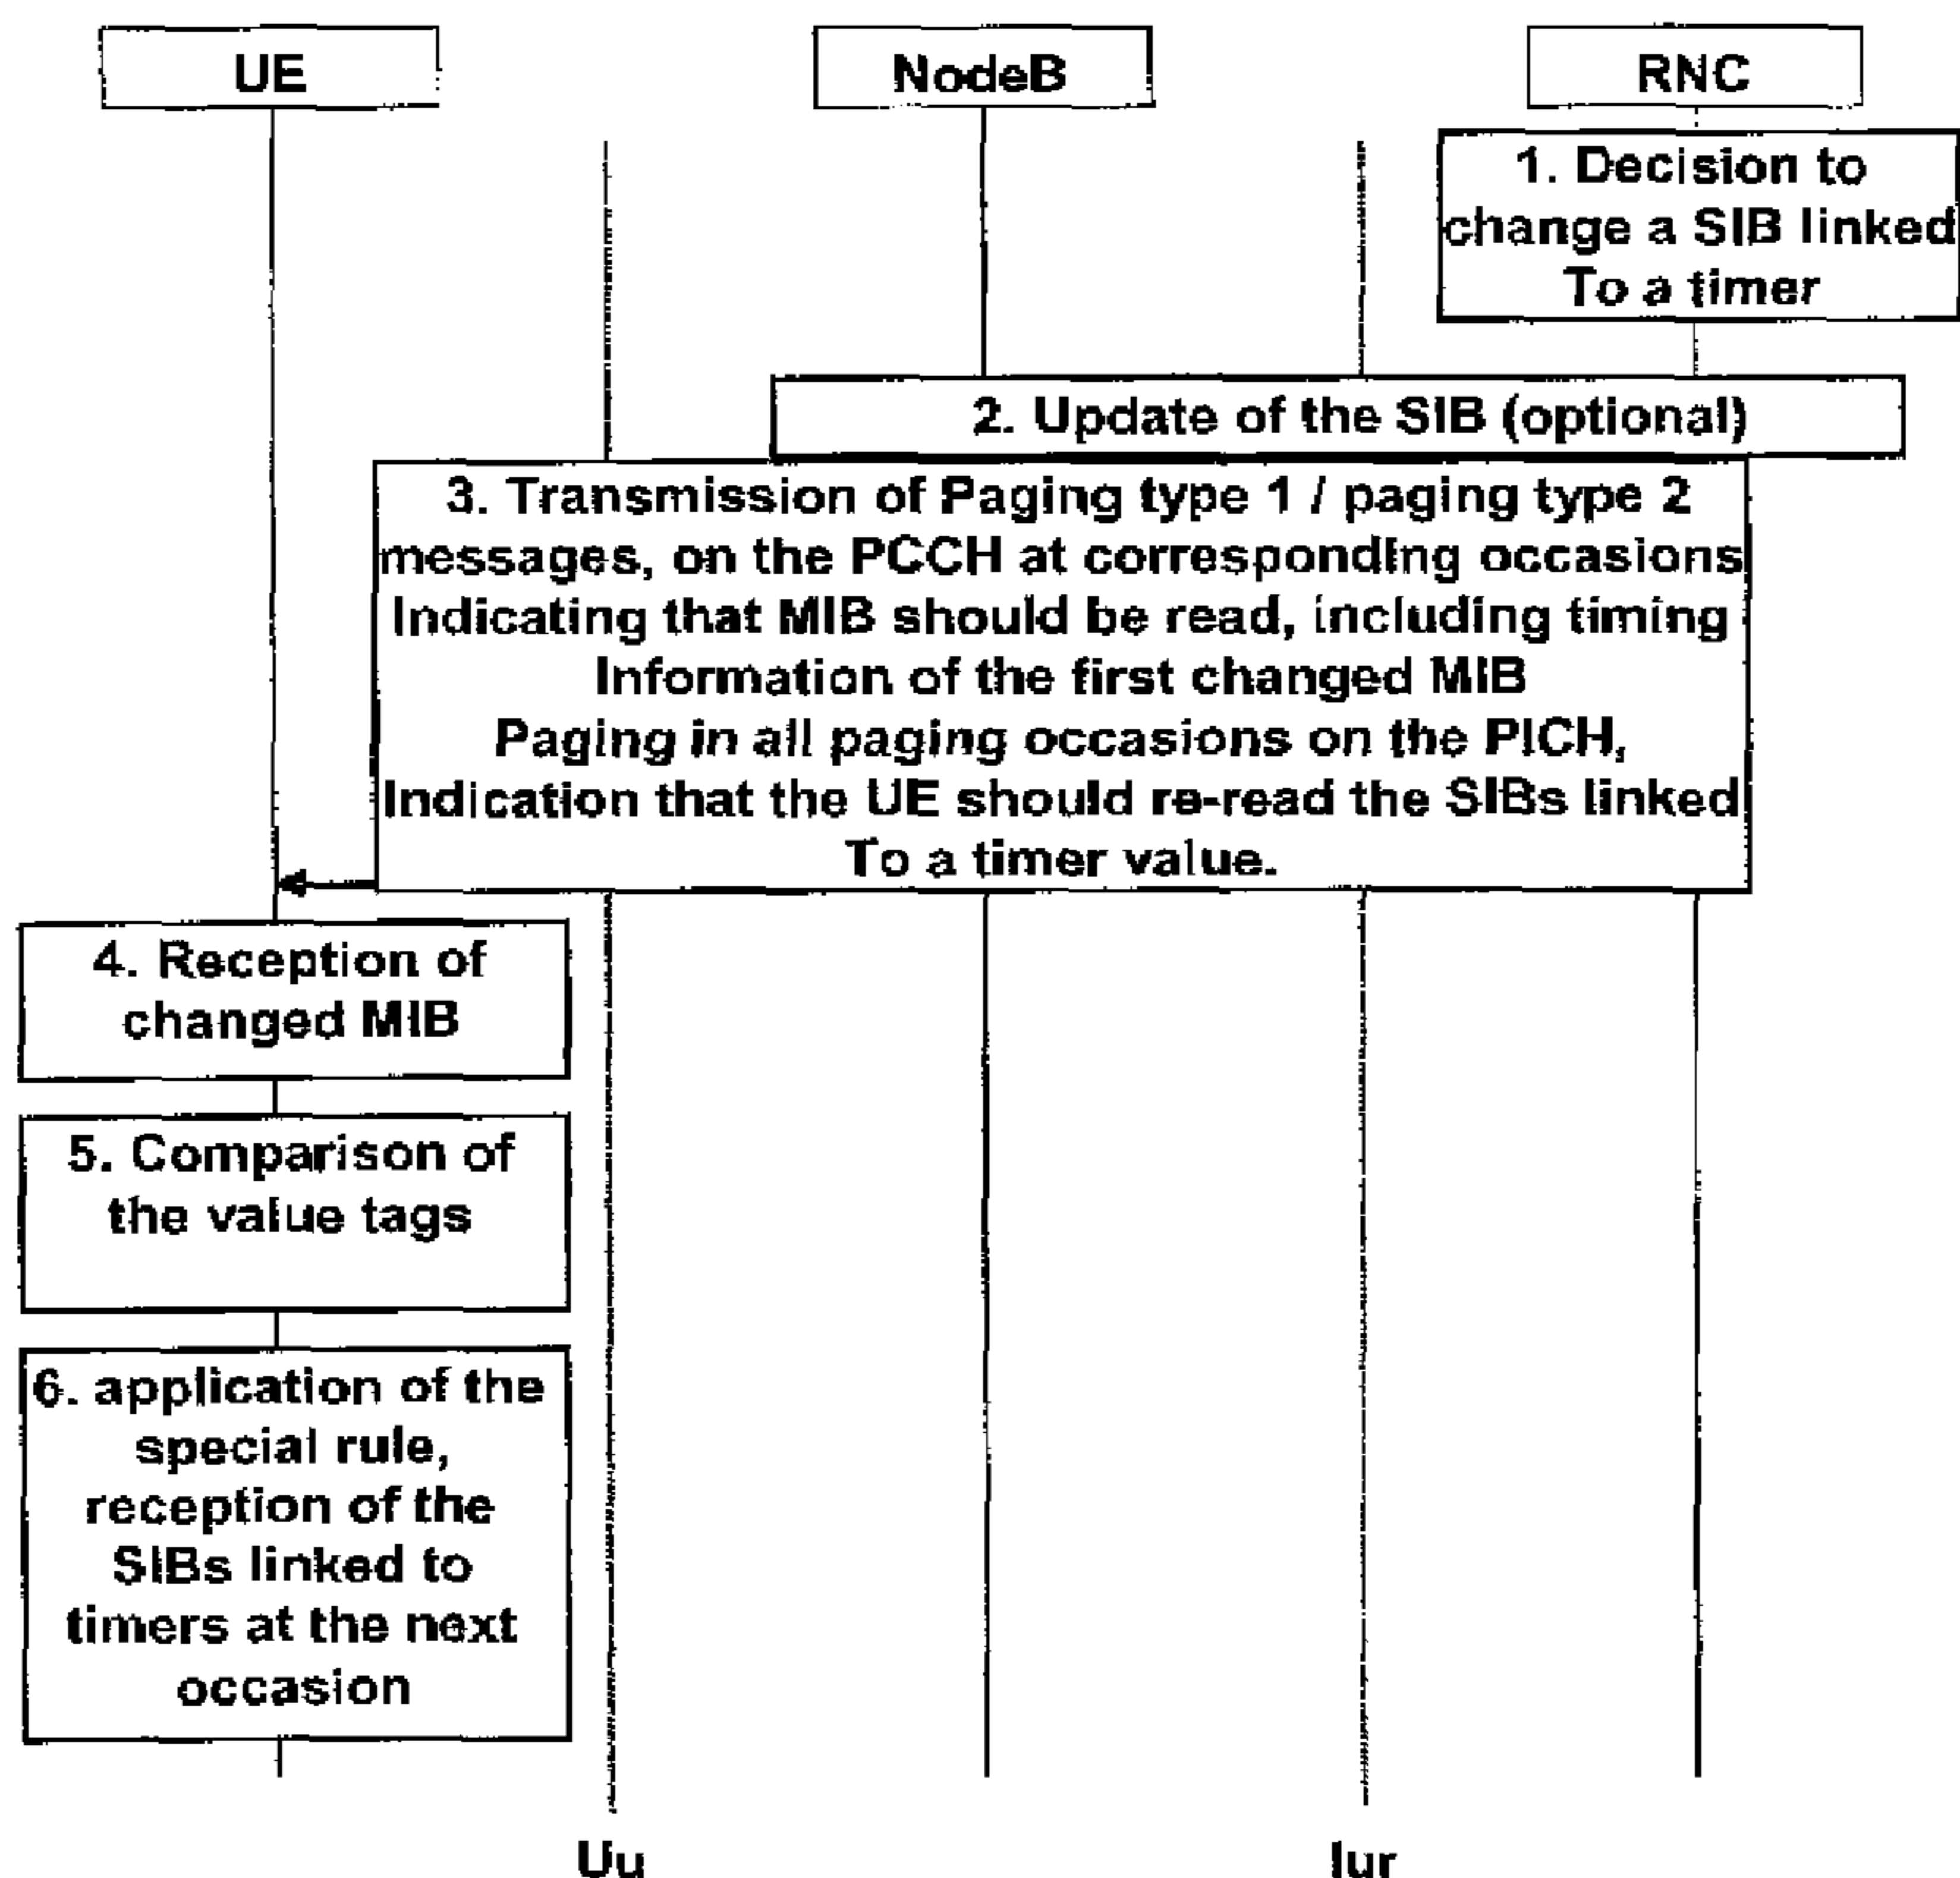 UE
NodeB
RNC
1. Decision to
change a SIB linked
To a timer
2. Update of the SIB (optional)
3. Transmission of Paging type 1 / paging type 2
messages, on the PCCH at corresponding occasions
Indicating that MIB should be read, including timing
Information of the first changed MIB
Paging in all paging occasions on the PICH,
Indication that the UE should re-read the SIBs linked
To a timer value.
4. Reception of
changed MIB
5. Comparison of
the value tags
6. application of the
special rule,
reception of the
SIBs linked to
timers at the next
occasion
Uu
Iur